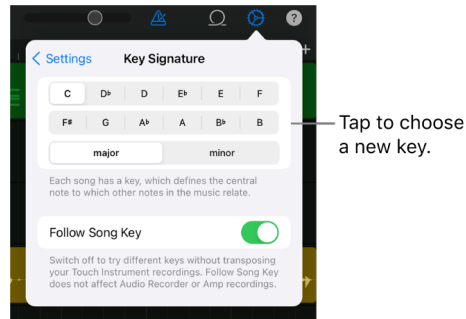 ?
Settings
Key Signature
C D♭ D E♭ E F
F♯ G A♭ A B♭ B
major minor
Each song has a key, which defines the central
note to which other notes in the music relate.
Follow Song Key
Switch off to try different keys without transposing
your Touch Instrument recordings. Follow Song Key
does not affect Audio Recorder or Amp recordings.
Tap to choose
a new key.